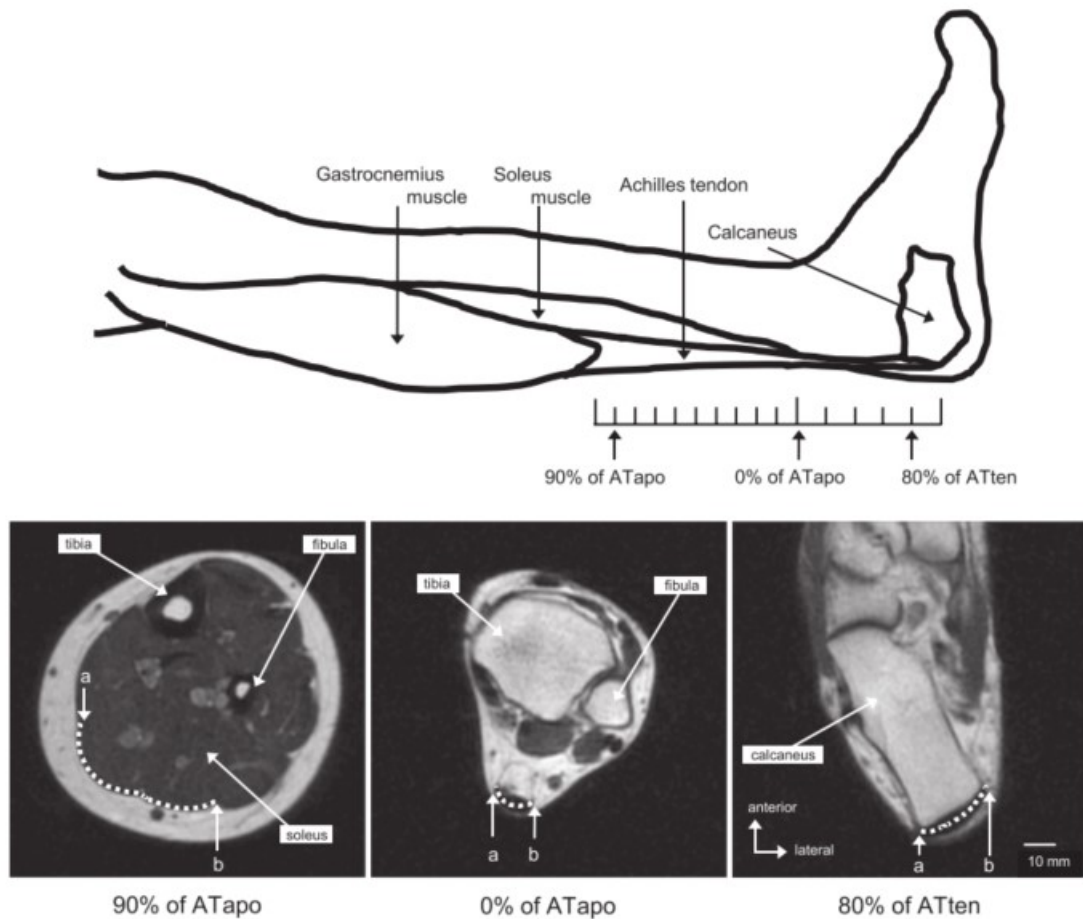 Gastrocnemius
muscle
Soleus
muscle
Achilles tendon
Calcaneus
90% of ATapo
0% of ATapo
80% of ATten
tibia
fibula
a
soleus
b
tibia
fibula
a
b
calcaneus
anterior
lateral
a
b
10 mm
90% of ATapo
0% of ATapo
80% of ATten